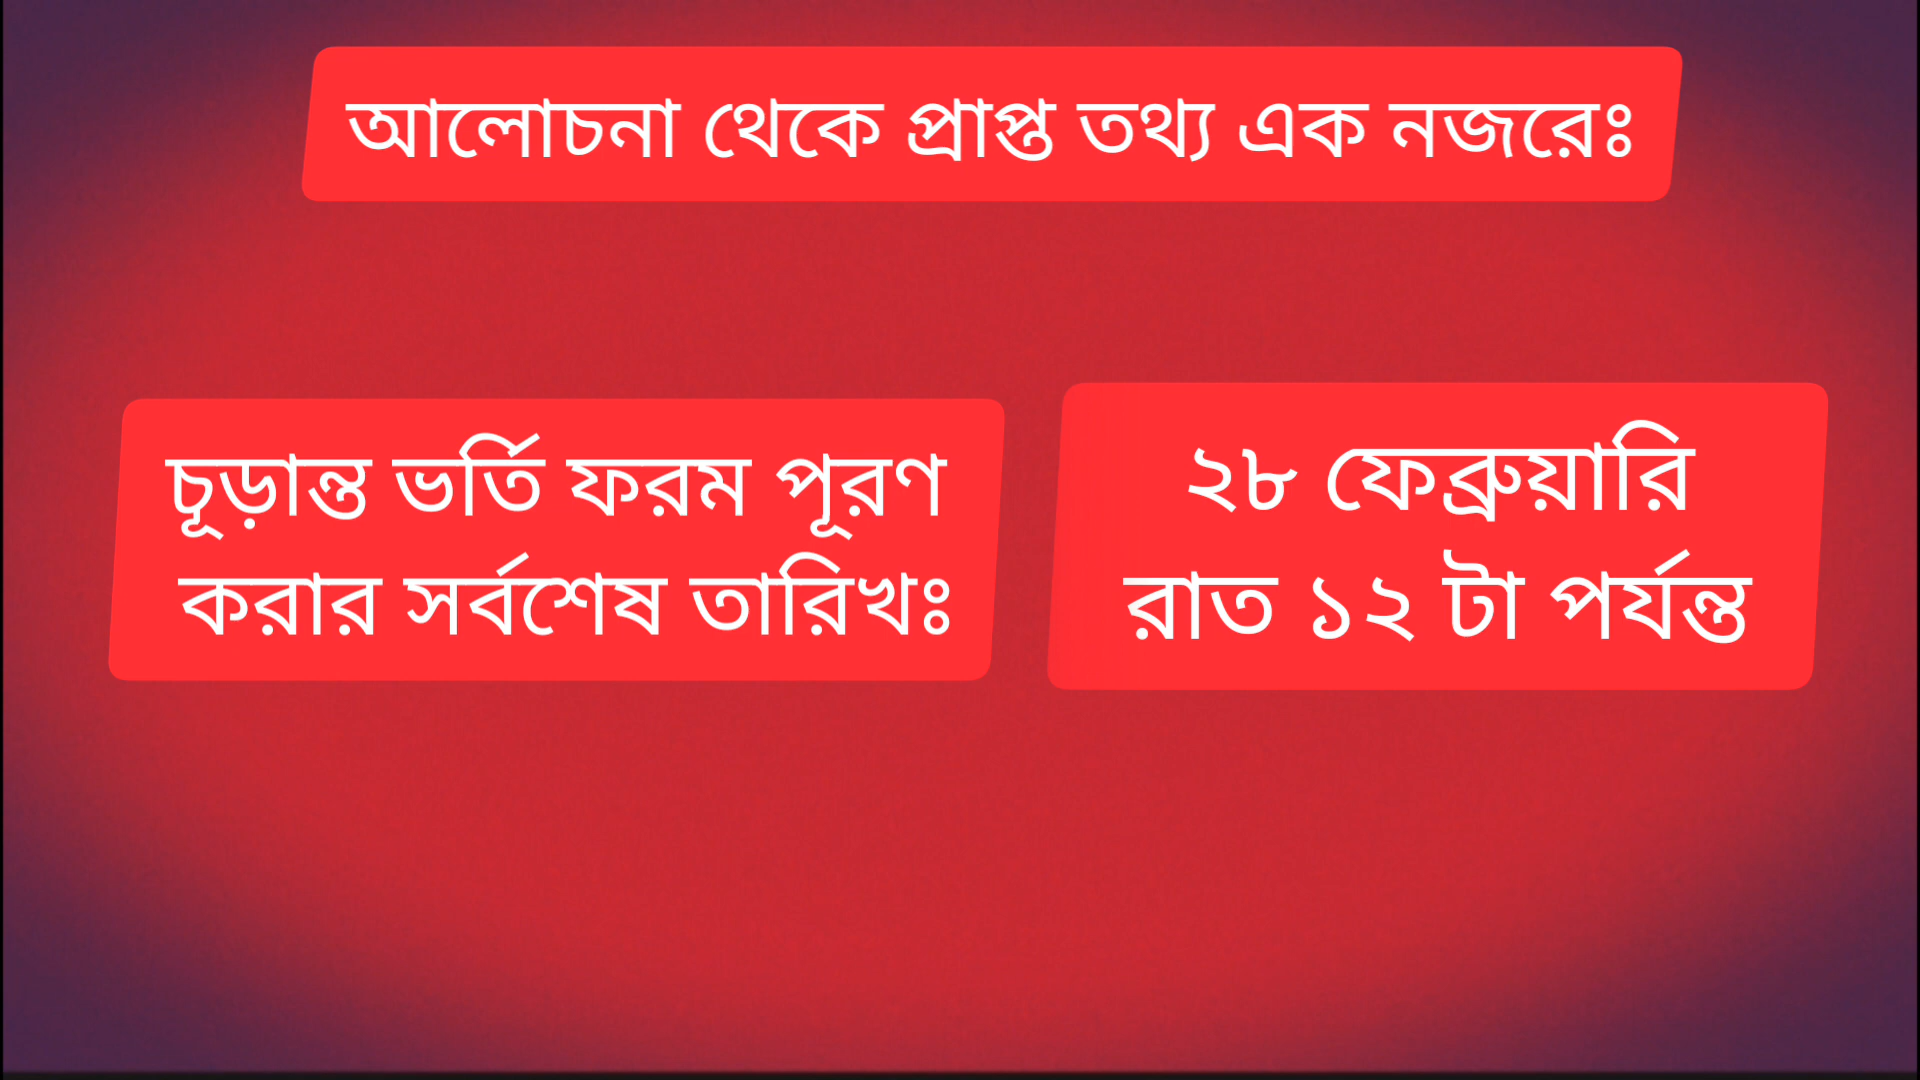 আলোচনা থেকে প্রাপ্ত তথ্য এক নজরেঃ
চূড়ান্ত ভর্তি ফরম পূরণ
করার সর্বশেষ তারিখঃ
২৮ ফেব্রুয়ারি
রাত ১২ টা পর্যন্ত